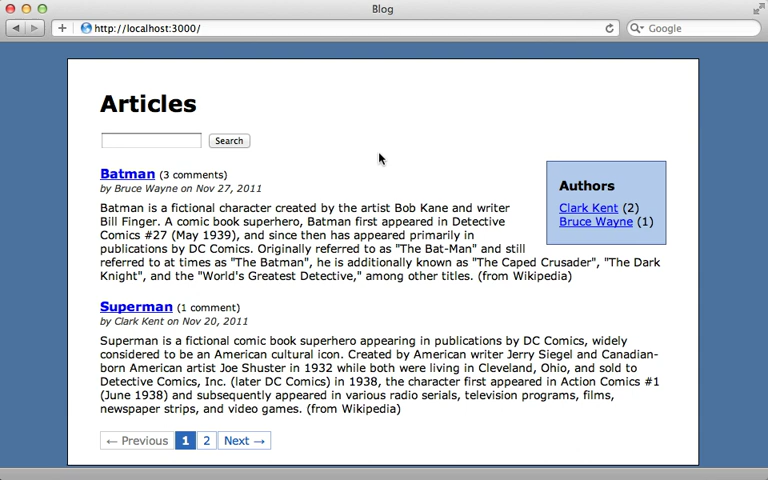 Blog
http://localhost:3000/
Google
Articles
Search
Batman (3 comments)
by Bruce Wayne on Nov 27, 2011
Batman is a fictional character created by the artist Bob Kane and writer
Bill Finger. A comic book superhero, Batman first appeared in Detective
Comics #27 (May 1939), and since then has appeared primarily in
publications by DC Comics. Originally referred to as "The Bat-Man" and still
referred to at times as "The Batman", he is additionally known as "The Caped Crusader", "The Dark
Knight", and the "World's Greatest Detective," among other titles. (from Wikipedia)
Authors
Clark Kent (2)
Bruce Wayne (1)
Superman (1 comment)
by Clark Kent on Nov 20, 2011
Superman is a fictional comic book superhero appearing in publications by DC Comics, widely
considered to be an American cultural icon. Created by American writer Jerry Siegel and Canadian-
born American artist Joe Shuster in 1932 while both were living in Cleveland, Ohio, and sold to
Detective Comics, Inc. (later DC Comics) in 1938, the character first appeared in Action Comics #1
(June 1938) and subsequently appeared in various radio serials, television programs, films,
newspaper strips, and video games. (from Wikipedia)
← Previous 1 2 Next →